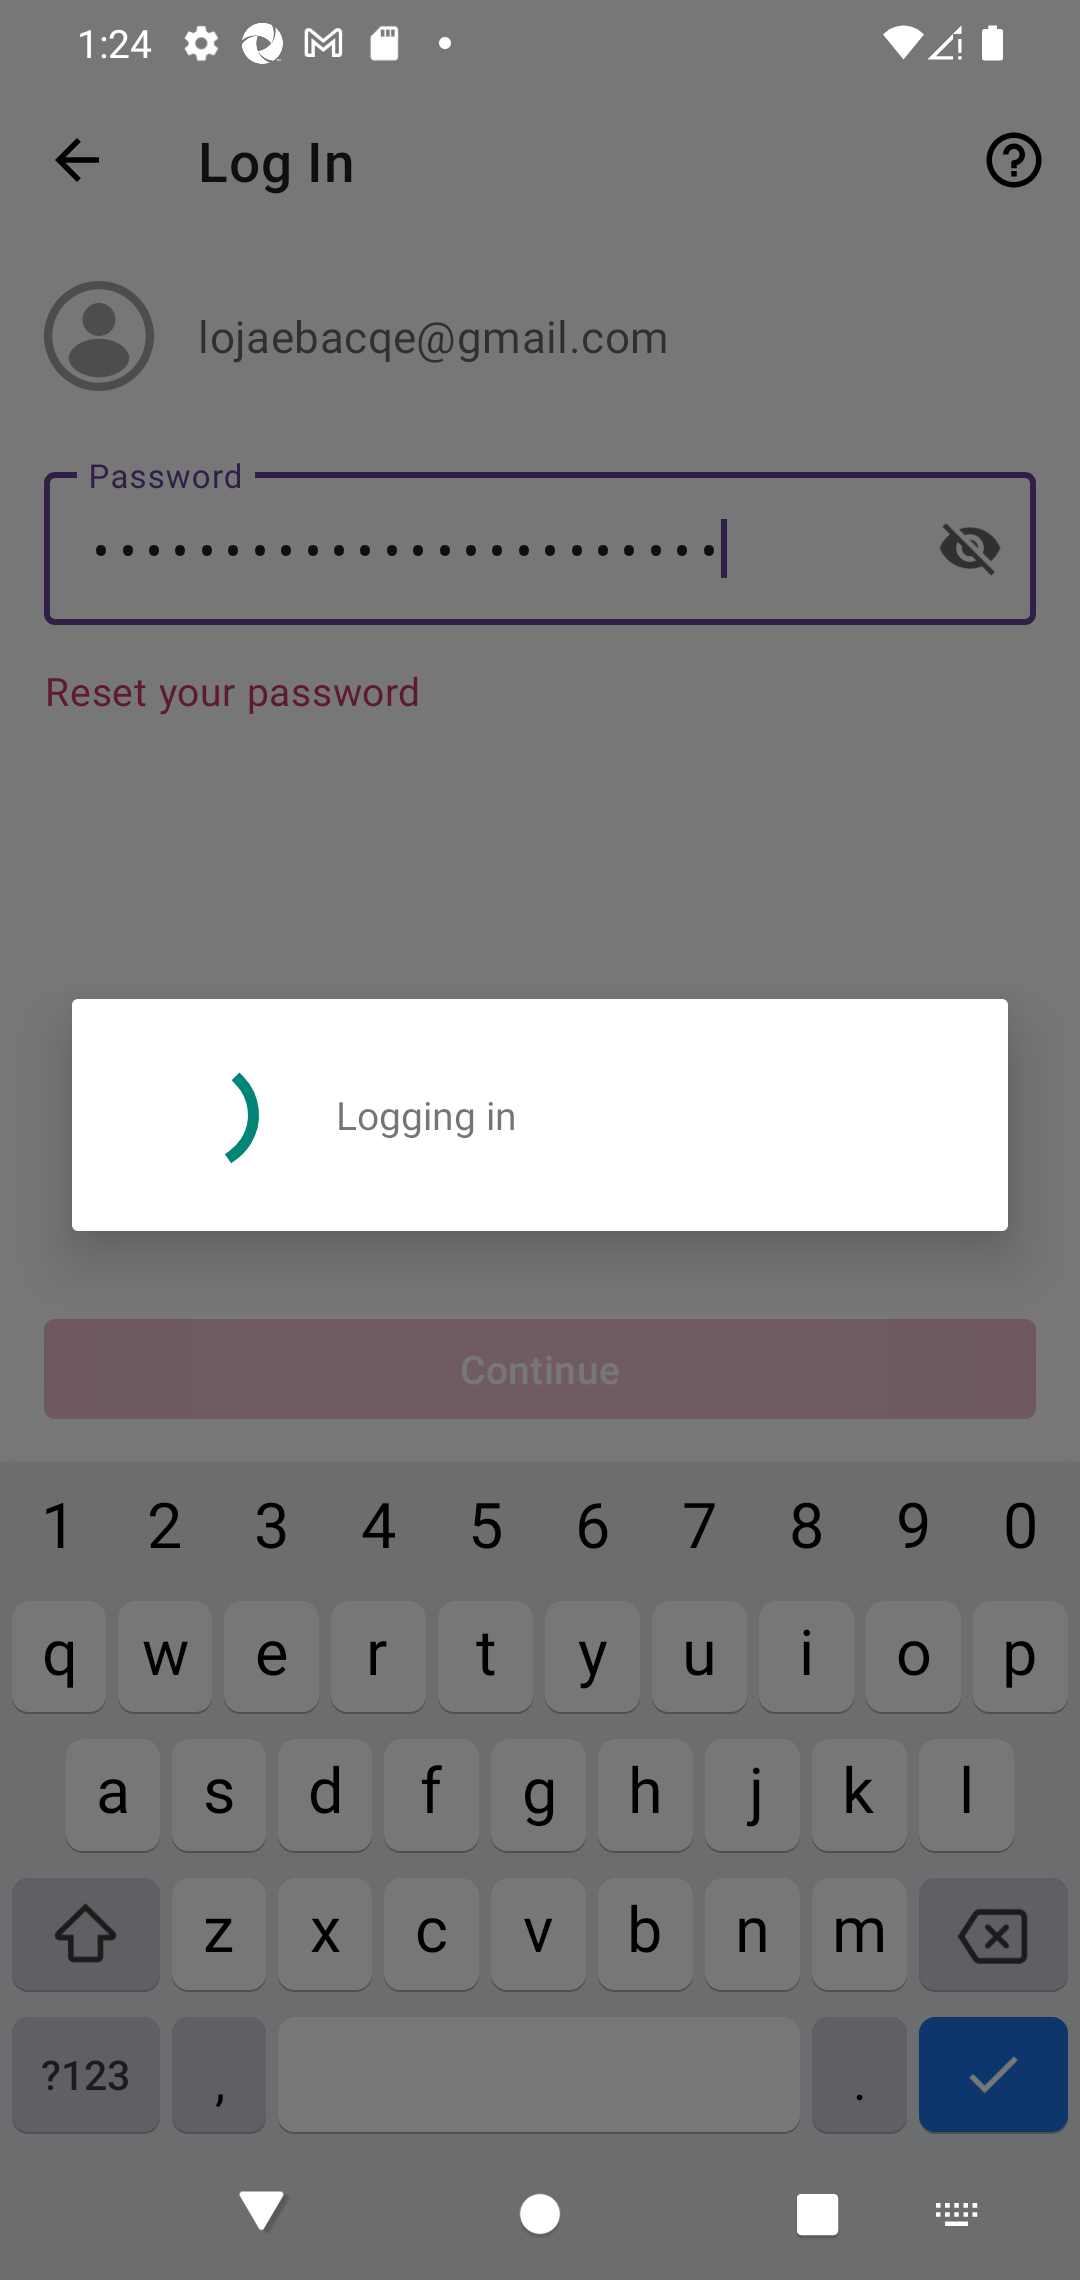 1:24
Log In
lojaebacqe@gmail.com
Password
••••••••••••••••••••••••
Reset your password
Logging in
Continue
1 2 3 4 5 6 7 8 9 0
q w e r t y u i o p
a s d f g h j k l
z x c v b n m
?123 , .